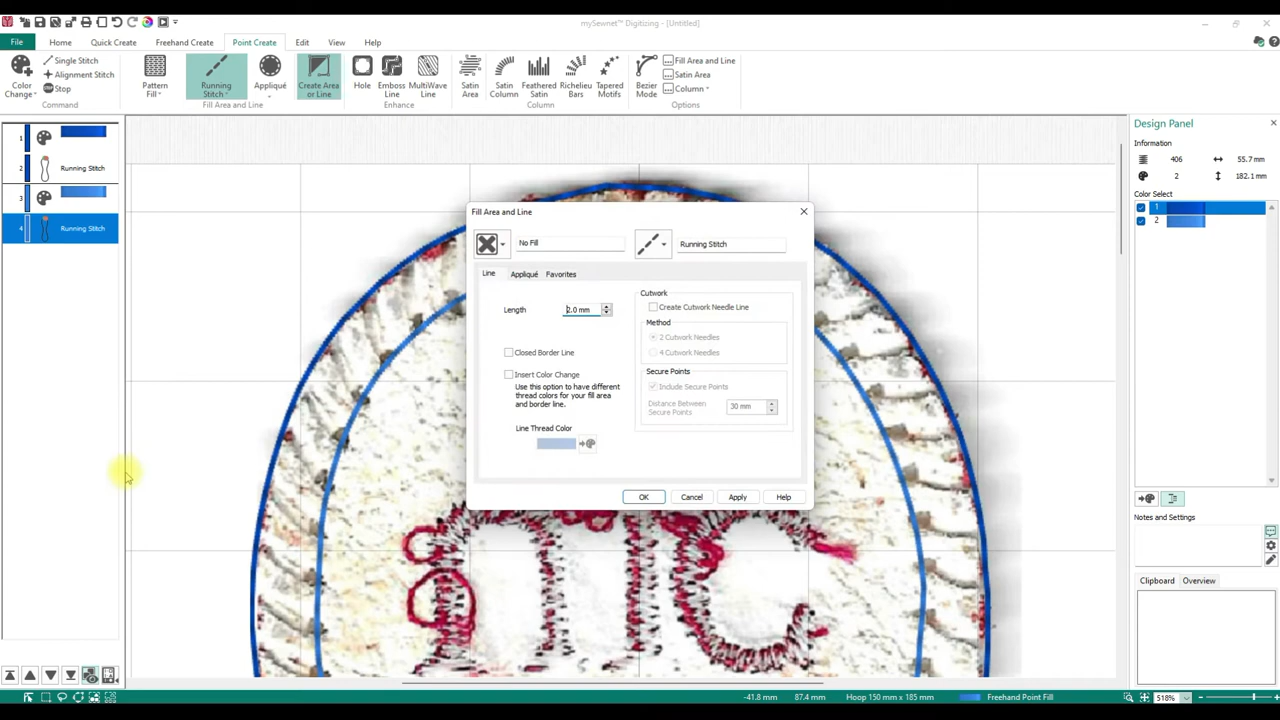 mySewnet™ Digitizing - [Untitled]
File Home Quick Create Freehand Create Point Create Edit View Help
Color Change
Single Stitch
Alignment Stitch
Stop
Command
Pattern Fill
Running Stitch
Appliqué
Create Area or Line
Fill Area and Line
Hole
Emboss Line
MultiWave Line
Enhance
Satin Area
Satin Column
Feathered Satin
Richelieu Bars
Tapered Motifs
Column
Bezier Mode
Fill Area and Line
Satin Area
Column
Options
1
2 Running Stitch
3
4 Running Stitch
Fill Area and Line
No Fill
Running Stitch
Line Appliqué Favorites
Length 2.0 mm
Closed Border Line
Insert Color Change
Use this option to have different
thread colors for your fill area
and border line.
Line Thread Color
Cutwork
Create Cutwork Needle Line
Method
2 Cutwork Needles
4 Cutwork Needles
Secure Points
Include Secure Points
Distance Between
Secure Points
30 mm
OK Cancel Apply Help
Design Panel
Information
406 55.7 mm
2 182.1 mm
Color Select
1
2
Notes and Settings
Clipboard Overview
-41.8 mm 87.4 mm Hoop 150 mm x 185 mm Freehand Point Fill 518%